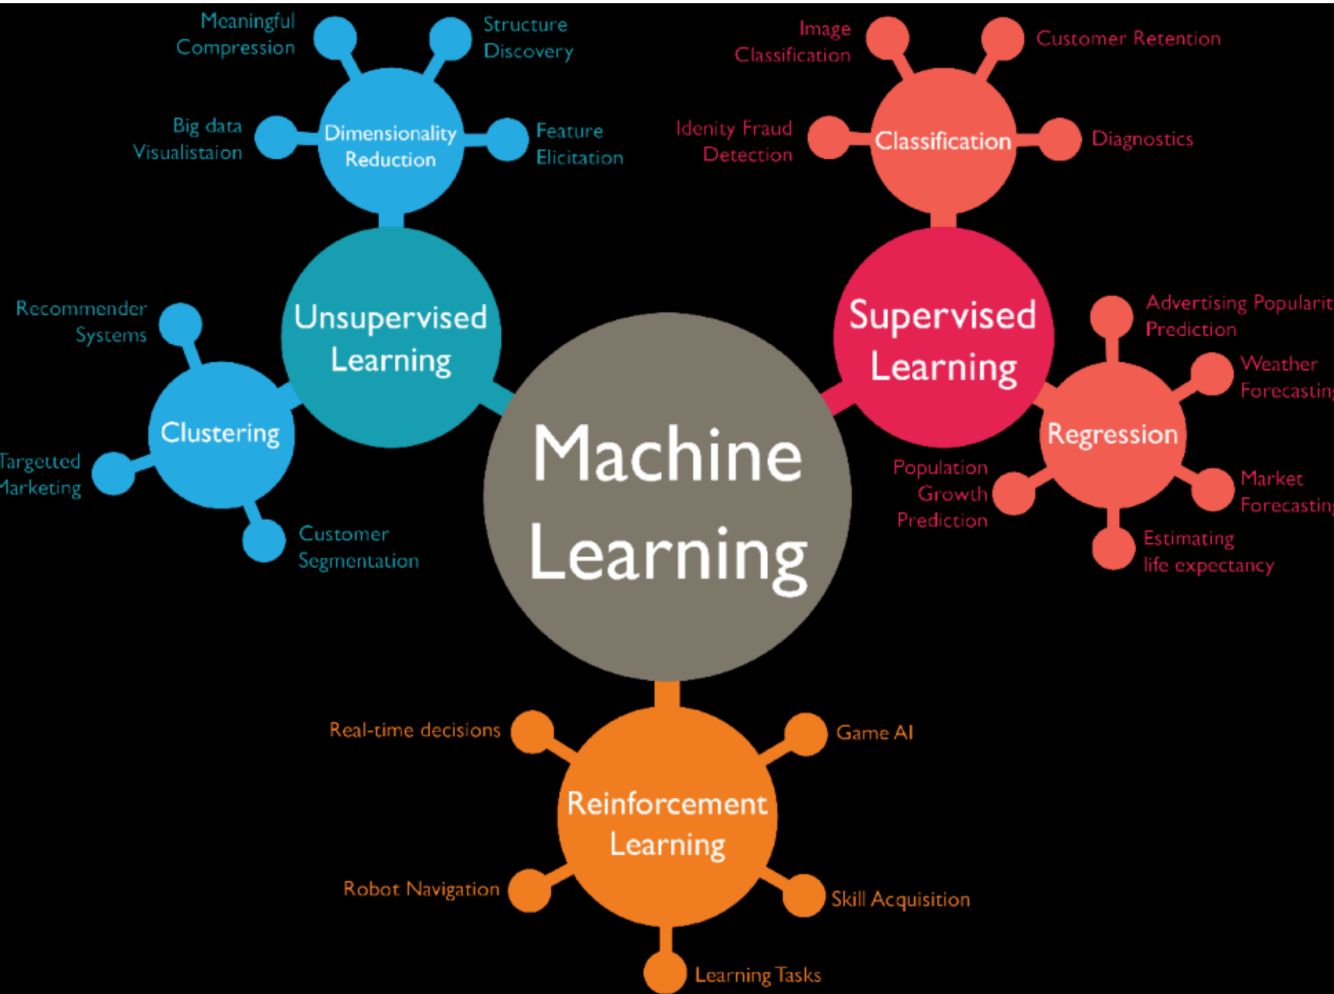 Meaningful
Compression
Structure
Discovery
Big data
Visualistaion
Dimensionality
Reduction
Feature
Elicitation
Image
Classification
Customer Retention
Idenity Fraud
Detection
Classification
Diagnostics
Unsupervised
Learning
Recommender
Systems
Clustering
Targetted
Marketing
Customer
Segmentation
Supervised
Learning
Advertising Popularit
Prediction
Weather
Forecasting
Regression
Population
Growth
Prediction
Market
Forecasting
Estimating
life expectancy
Machine
Learning
Real-time decisions
Game AI
Reinforcement
Learning
Robot Navigation
Skill Acquisition
Learning Tasks